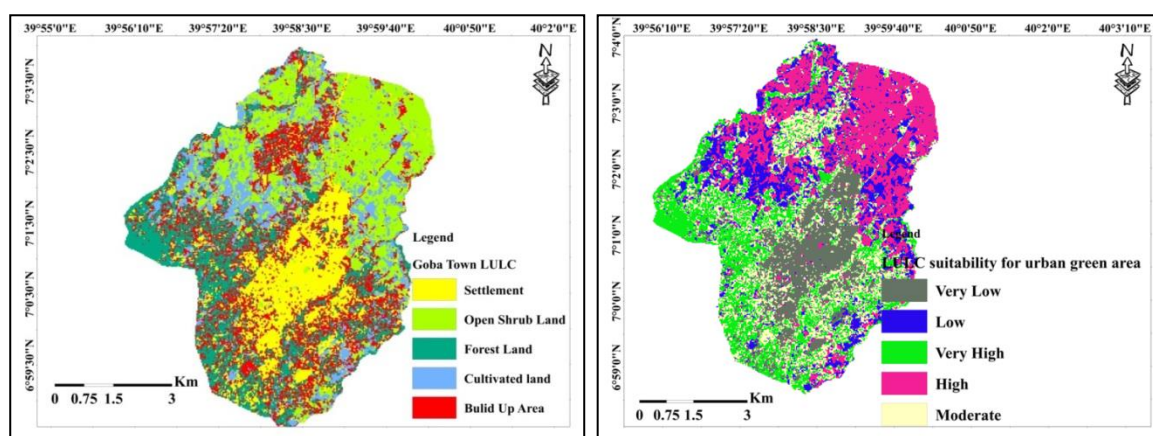 39°55'0"E 39°56'10"E 39°57'20"E 39°58'30"E 39°59'40"E 40°0'50"E 40°2'0"E
N
7°3'30"N
7°2'30"N
7°1'30"N
7°0'30"N
6°59'30"N
Legend
Goba Town LULC
Settlement
Open Shrub Land
Forest Land
Cultivated land
Bulid Up Area
Km
0 0.75 1.5 3
39°56'10"E 39°57'20"E 39°58'30"E 39°59'40"E 40°0'50"E 40°2'0"E 40°3'10"E
N
7°4'0"N
7°3'0"N
7°2'0"N
7°1'0"N
7°0'0"N
6°59'0"N
Legend
LULC suitability for urban green area
Very Low
Low
Very High
High
Moderate
Km
0 0.75 1.5 3